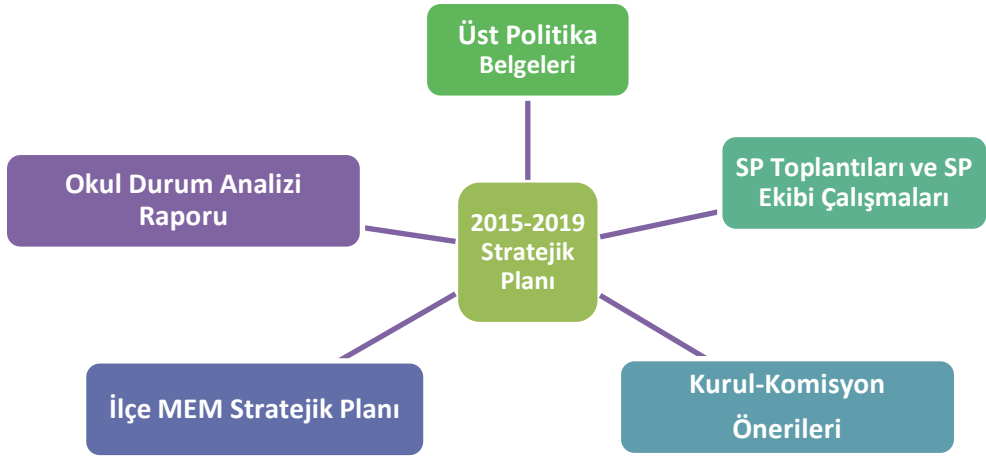 Üst Politika
Belgeleri
Okul Durum Analizi
Raporu
SP Toplantıları ve SP
Ekibi Çalışmaları
2015-2019
Stratejik
Planı
İlçe MEM Stratejik Planı
Kurul-Komisyon
Önerileri